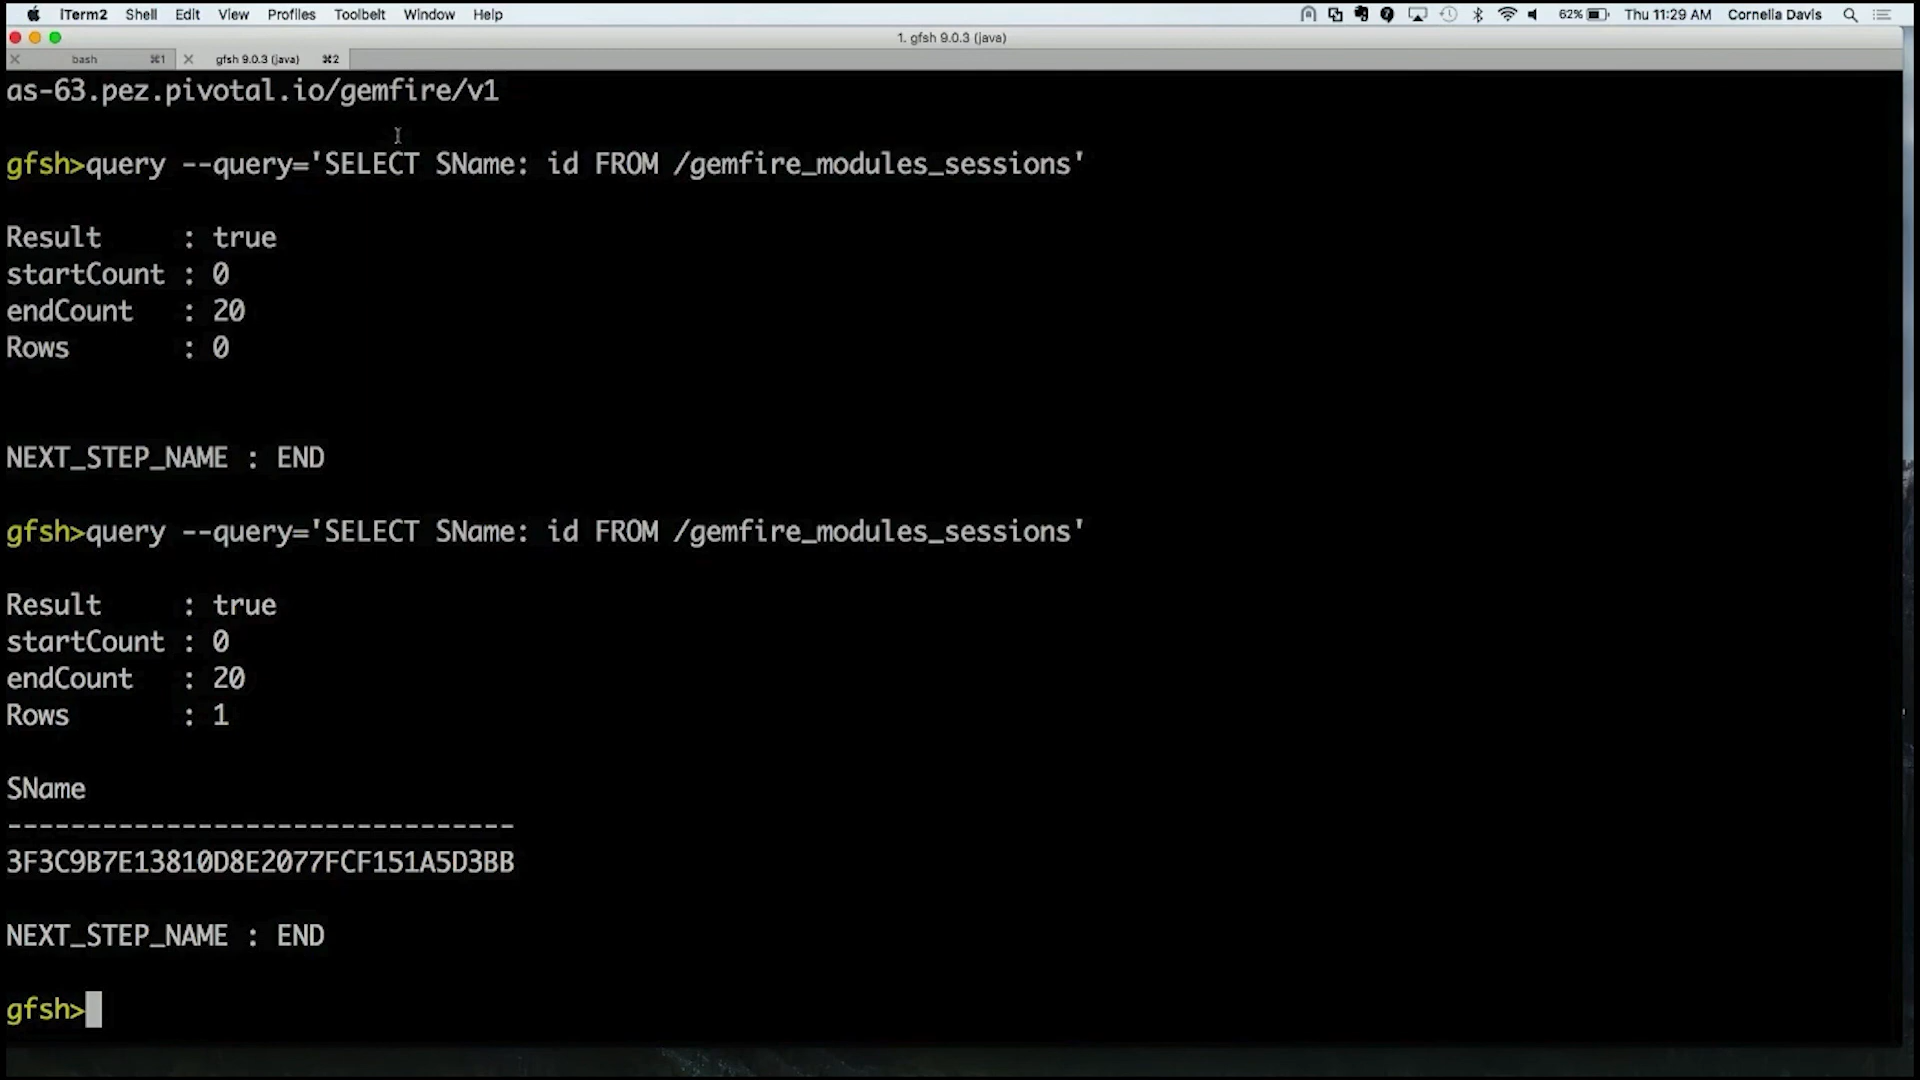 iTerm2 Shell Edit View Profiles Toolbelt Window Help 62% Thu 11:29 AM Cornelia Davis
1. gfsh 9.0.3 (java)
bash ⌘1 gfsh 9.0.3 (java) ⌘2
as-63.pez.pivotal.io/gemfire/v1
gfsh>query --query='SELECT SName: id FROM /gemfire_modules_sessions'
Result : true
startCount : 0
endCount : 20
Rows : 0
NEXT_STEP_NAME : END
gfsh>query --query='SELECT SName: id FROM /gemfire_modules_sessions'
Result : true
startCount : 0
endCount : 20
Rows : 1
SName
--------------------------------
3F3C9B7E13810D8E2077FCF151A5D3BB
NEXT_STEP_NAME : END
gfsh>